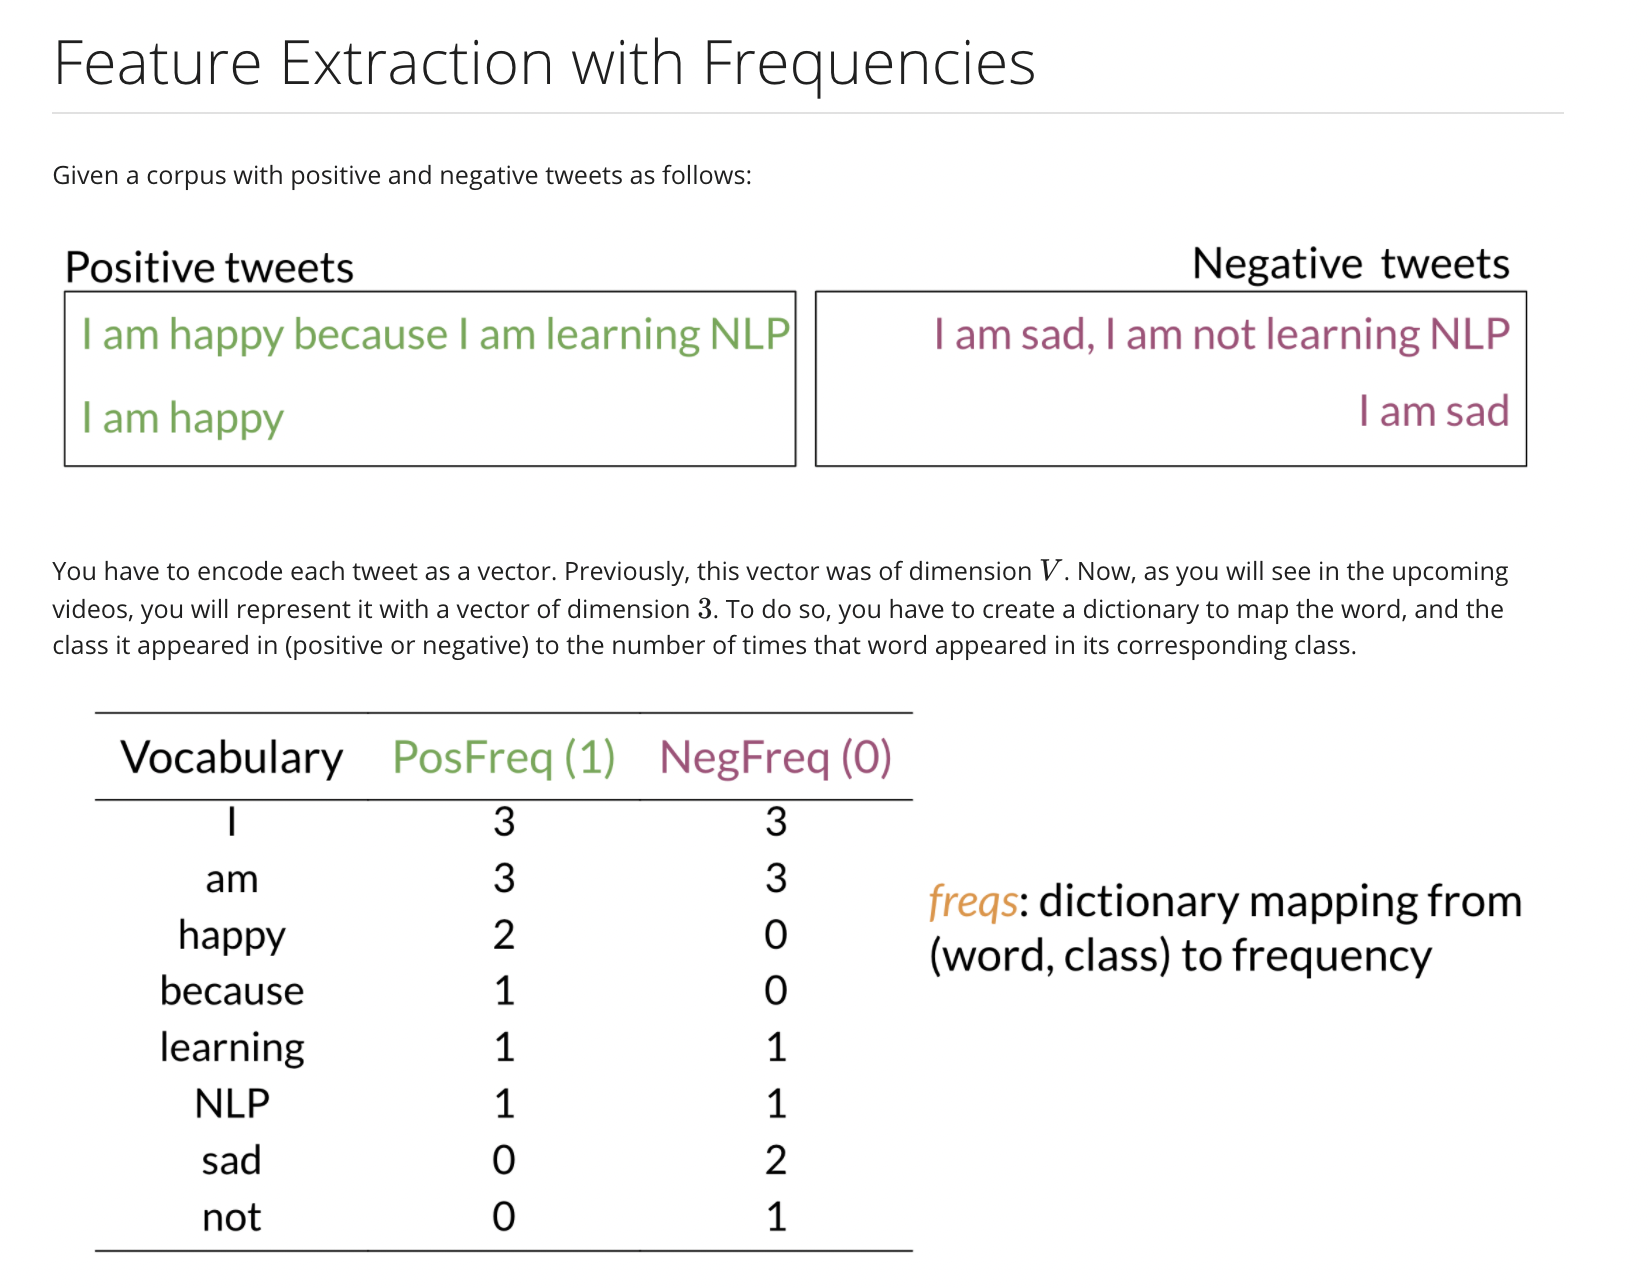 Feature Extraction with Frequencies
Given a corpus with positive and negative tweets as follows:
Positive tweets
I am happy because I am learning NLP
I am happy
Negative tweets
I am sad, I am not learning NLP
I am sad
You have to encode each tweet as a vector. Previously, this vector was of dimension V. Now, as you will see in the upcoming
videos, you will represent it with a vector of dimension 3. To do so, you have to create a dictionary to map the word, and the
class it appeared in (positive or negative) to the number of times that word appeared in its corresponding class.
Vocabulary PosFreq (1) NegFreq (0)
I 3 3
am 3 3
happy 2 0
because 1 0
learning 1 1
NLP 1 1
sad 0 2
not 0 1
freqs: dictionary mapping from
(word, class) to frequency